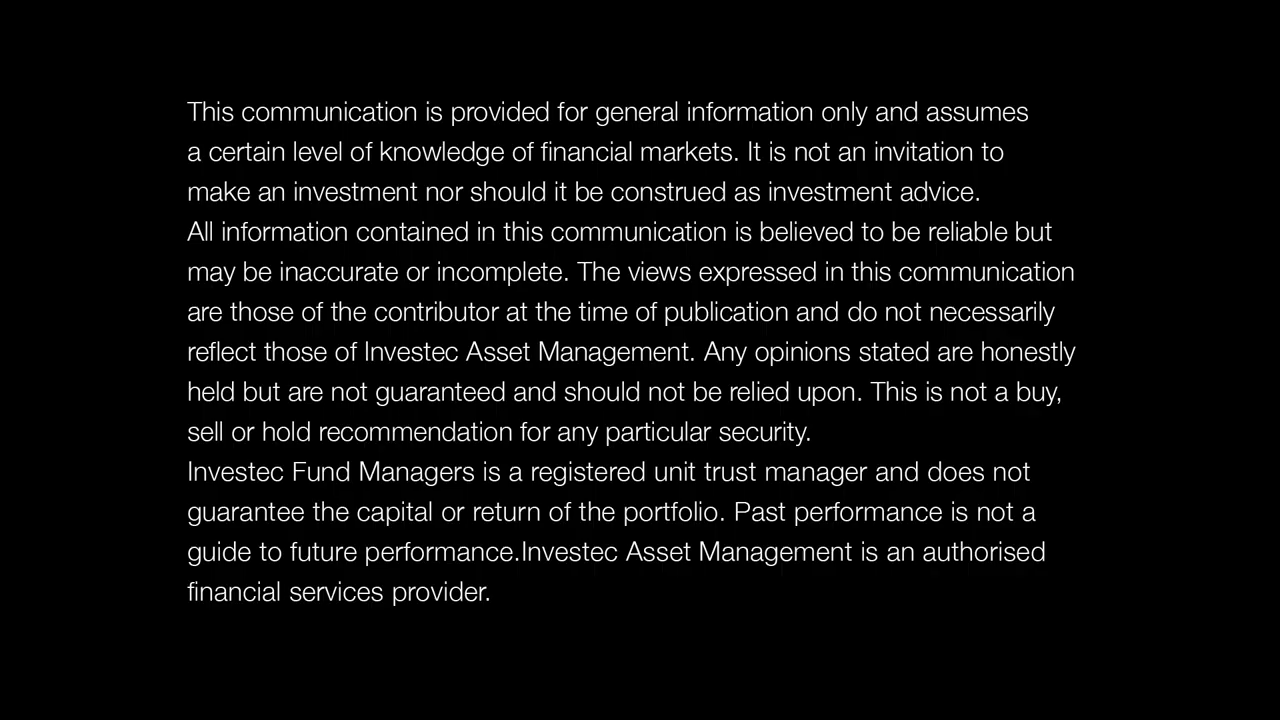 This communication is provided for general information only and assumes
a certain level of knowledge of financial markets. It is not an invitation to
make an investment nor should it be construed as investment advice.
All information contained in this communication is believed to be reliable but
may be inaccurate or incomplete. The views expressed in this communication
are those of the contributor at the time of publication and do not necessarily
reflect those of Investec Asset Management. Any opinions stated are honestly
held but are not guaranteed and should not be relied upon. This is not a buy,
sell or hold recommendation for any particular security.
Investec Fund Managers is a registered unit trust manager and does not
guarantee the capital or return of the portfolio. Past performance is not a
guide to future performance.Investec Asset Management is an authorised
financial services provider.